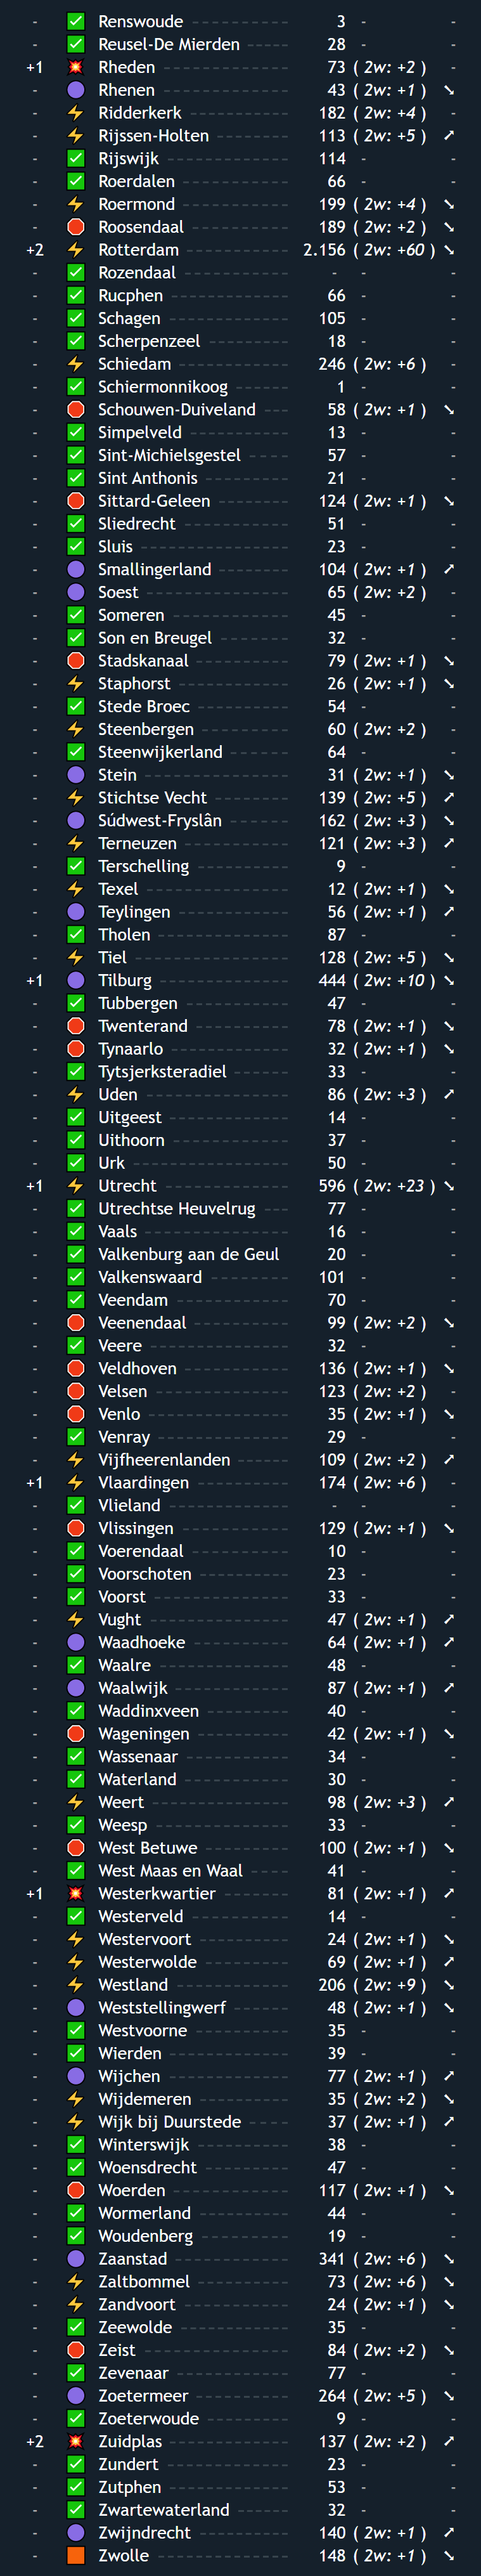 - ✅ Renswoude ------------- 3 - -
- ✅ Reusel-De Mierden ----- 28 - -
+1 💥 Rheden ---------------- 73 ( 2w: +2 ) -
- 🟣 Rhenen ---------------- 43 ( 2w: +1 ) ➘
- ⚡ Ridderkerk ------------ 182 ( 2w: +4 ) -
- ⚡ Rijssen-Holten -------- 113 ( 2w: +5 ) ➚
- ✅ Rijswijk -------------- 114 - -
- ✅ Roerdalen ------------- 66 - -
- ⚡ Roermond -------------- 199 ( 2w: +4 ) ➘
- 🛑 Roosendaal ------------ 189 ( 2w: +2 ) ➘
+2 ⚡ Rotterdam ------------- 2.156 ( 2w: +60 ) ➘
- ✅ Rozendaal ------------- - - -
- ✅ Rucphen --------------- 66 - -
- ✅ Schagen --------------- 105 - -
- ✅ Scherpenzeel ---------- 18 - -
- ⚡ Schiedam -------------- 246 ( 2w: +6 ) -
- ✅ Schiermonnikoog ------- 1 - -
- 🛑 Schouwen-Duiveland ---- 58 ( 2w: +1 ) ➘
- ✅ Simpelveld ------------ 13 - -
- ✅ Sint-Michielsgestel ----- 57 - -
- ✅ Sint Anthonis --------- 21 - -
- 🛑 Sittard-Geleen -------- 124 ( 2w: +1 ) ➘
- ✅ Sliedrecht ------------ 51 - -
- ✅ Sluis ----------------- 23 - -
- 🟣 Smallingerland -------- 104 ( 2w: +1 ) ➚
- 🟣 Soest ----------------- 65 ( 2w: +2 ) -
- ✅ Someren --------------- 45 - -
- ✅ Son en Breugel -------- 32 - -
- 🛑 Stadskanaal ----------- 79 ( 2w: +1 ) ➘
- ⚡ Staphorst ------------- 26 ( 2w: +1 ) ➘
- ✅ Stede Broec ----------- 54 - -
- ⚡ Steenbergen ----------- 60 ( 2w: +2 ) -
- ✅ Steenwijkerland ------- 64 - -
- 🟣 Stein ----------------- 31 ( 2w: +1 ) ➘
- ⚡ Stichtse Vecht -------- 139 ( 2w: +5 ) ➚
- 🟣 Súdwest-Fryslân ------- 162 ( 2w: +3 ) ➘
- ⚡ Terneuzen ------------- 121 ( 2w: +3 ) ➚
- ✅ Terschelling ---------- 9 - -
- ⚡ Texel ----------------- 12 ( 2w: +1 ) ➘
- 🟣 Teylingen ------------- 56 ( 2w: +1 ) ➚
- ✅ Tholen ---------------- 87 - -
- ⚡ Tiel ------------------ 128 ( 2w: +5 ) ➘
+1 🟣 Tilburg --------------- 444 ( 2w: +10 ) ➘
- ✅ Tubbergen ------------- 47 - -
- 🛑 Twenterand ------------ 78 ( 2w: +1 ) ➘
- 🛑 Tynaarlo -------------- 32 ( 2w: +1 ) ➘
- ✅ Tytsjerksteradiel ------- 33 - -
- ⚡ Uden ------------------ 86 ( 2w: +3 ) ➚
- ✅ Uitgeest -------------- 14 - -
- ✅ Uithoorn -------------- 37 - -
- ✅ Urk ------------------- 50 - -
+1 ⚡ Utrecht --------------- 596 ( 2w: +23 ) ➘
- ✅ Utrechtse Heuvelrug --- 77 - -
- ✅ Vaals ----------------- 16 - -
- ✅ Valkenburg aan de Geul 20 - -
- ✅ Valkenswaard ---------- 101 - -
- ✅ Veendam --------------- 70 - -
- 🛑 Veenendaal ------------ 99 ( 2w: +2 ) ➘
- ✅ Veere ----------------- 32 - -
- 🛑 Veldhoven ------------- 136 ( 2w: +1 ) ➘
- 🛑 Velsen ---------------- 123 ( 2w: +2 ) -
- 🛑 Venlo ----------------- 35 ( 2w: +1 ) ➘
- ✅ Venray ---------------- 29 - -
- ⚡ Vijfheerenlanden ------ 109 ( 2w: +2 ) ➚
+1 ⚡ Vlaardingen ----------- 174 ( 2w: +6 ) -
- ✅ Vlieland -------------- - - -
- 🛑 Vlissingen ------------ 129 ( 2w: +1 ) ➘
- ✅ Voerendaal ------------ 10 - -
- ✅ Voorschoten ----------- 23 - -
- ✅ Voorst ---------------- 33 - -
- ⚡ Vught ----------------- 47 ( 2w: +1 ) ➚
- 🟣 Waadhoeke ------------- 64 ( 2w: +1 ) ➚
- ✅ Waalre ---------------- 48 - -
- 🟣 Waalwijk -------------- 87 ( 2w: +1 ) ➚
- ✅ Waddinxveen ----------- 40 - -
- 🛑 Wageningen ------------ 42 ( 2w: +1 ) ➘
- ✅ Wassenaar ------------- 34 - -
- ✅ Waterland ------------- 30 - -
- ⚡ Weert ----------------- 98 ( 2w: +3 ) ➚
- ✅ Weesp ----------------- 33 - -
- 🛑 West Betuwe ----------- 100 ( 2w: +1 ) ➘
- ✅ West Maas en Waal ----- 41 - -
+1 💥 Westerkwartier -------- 81 ( 2w: +1 ) ➚
- ✅ Westerveld ------------ 14 - -
- ⚡ Westervoort ----------- 24 ( 2w: +1 ) ➘
- ⚡ Westerwolde ----------- 69 ( 2w: +1 ) ➚
- ⚡ Westland -------------- 206 ( 2w: +9 ) ➘
- 🟣 Weststellingwerf ------- 48 ( 2w: +1 ) ➘
- ✅ Westvoorne ------------ 35 - -
- ✅ Wierden --------------- 39 - -
- 🟣 Wijchen --------------- 77 ( 2w: +1 ) ➚
- ⚡ Wijdemeren ------------ 35 ( 2w: +2 ) ➘
- ⚡ Wijk bij Duurstede ---- 37 ( 2w: +1 ) ➚
- ✅ Winterswijk ----------- 38 - -
- ✅ Woensdrecht ----------- 47 - -
- 🛑 Woerden --------------- 117 ( 2w: +1 ) ➘
- ✅ Wormerland ------------ 44 - -
- ✅ Woudenberg ------------ 19 - -
- 🟣 Zaanstad -------------- 341 ( 2w: +6 ) ➘
- ⚡ Zaltbommel ------------ 73 ( 2w: +6 ) ➘
- ⚡ Zandvoort ------------- 24 ( 2w: +1 ) ➘
- ✅ Zeewolde -------------- 35 - -
- 🛑 Zeist ----------------- 84 ( 2w: +2 ) ➘
- ✅ Zevenaar -------------- 77 - -
- 🟣 Zoetermeer ------------ 264 ( 2w: +5 ) ➘
- ✅ Zoeterwoude ----------- 9 - -
+2 💥 Zuidplas -------------- 137 ( 2w: +2 ) ➚
- ✅ Zundert --------------- 23 - -
- ✅ Zutphen --------------- 53 - -
- ✅ Zwartewaterland ------- 32 - -
- 🟣 Zwijndrecht ----------- 140 ( 2w: +1 ) ➚
- 🟧 Zwolle ---------------- 148 ( 2w: +1 ) ➘